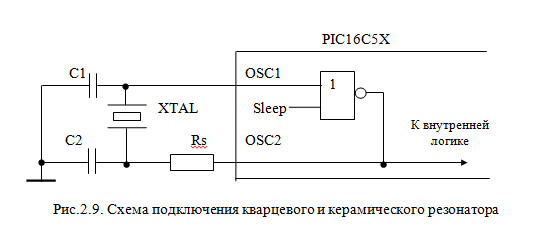 PIC16C5X
C1
OSC1
1
XTAL
Sleep
C2
Rs
OSC2
К внутренней
логике
Рис.2.9. Схема подключения кварцевого и керамического резонатора